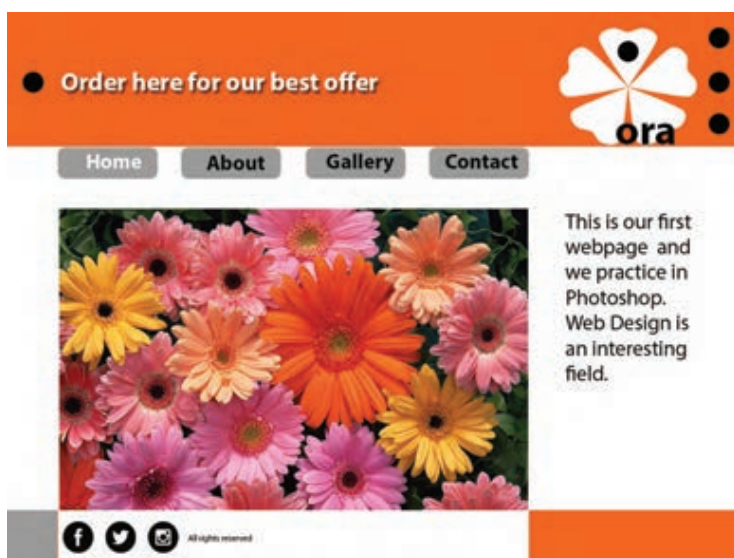 Order here for our best offer
ora
Home About Gallery Contact
This is our first
webpage and
we practice in
Photoshop.
Web Design is
an interesting
field.
All rights reserved